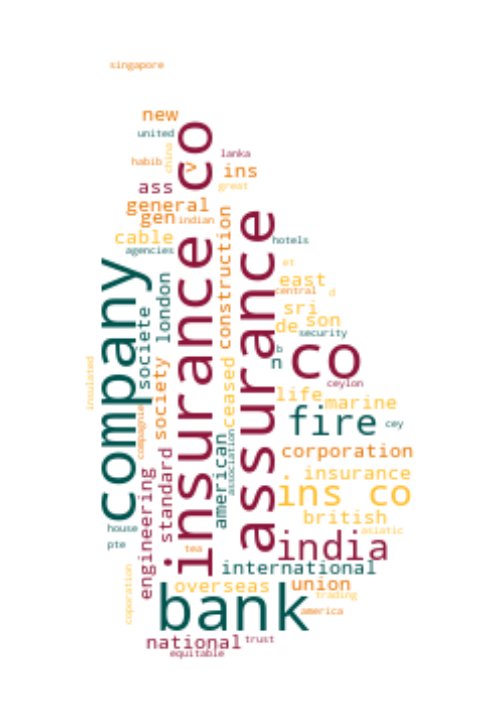 singapore
new
united
china
habib
v
insurance co
lanka
ins
great
ass
general
gen
indian
cable
agencies
construction
assurance
hotels
et
east
central
d
sri
de
son
security
company
societe
london
b
n
co
ceylon
insulated
society
ceased
life
marine
fire
cey
compagnie
standard
american
association
corporation
engineering
. insurance
ins co
british
asiatic
house
pte
tea
india
international
coporation
overseas
union
trading
bank
america
national
trust
equitable